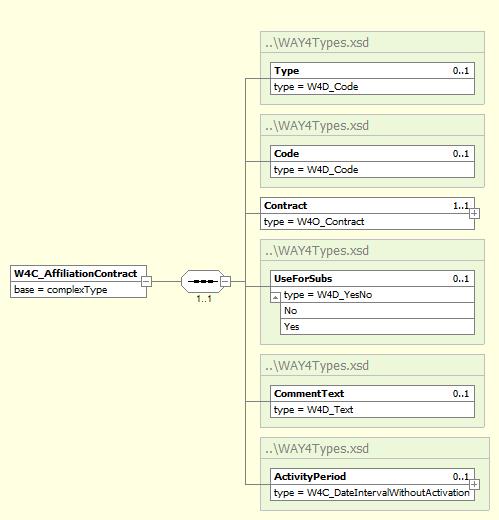 ..\WAY4Types.xsd
Type 0..1
type = W4D_Code
..\WAY4Types.xsd
Code 0..1
type = W4D_Code
Contract 1..1
type = W4O_Contract
W4C_AffiliationContract
base = complexType
1..1
..\WAY4Types.xsd
UseForSubs 0..1
type = W4D_YesNo
No
Yes
..\WAY4Types.xsd
CommentText 0..1
type = W4D_Text
..\WAY4Types.xsd
ActivityPeriod 0..1
type = W4C_DateIntervalWithoutActivation